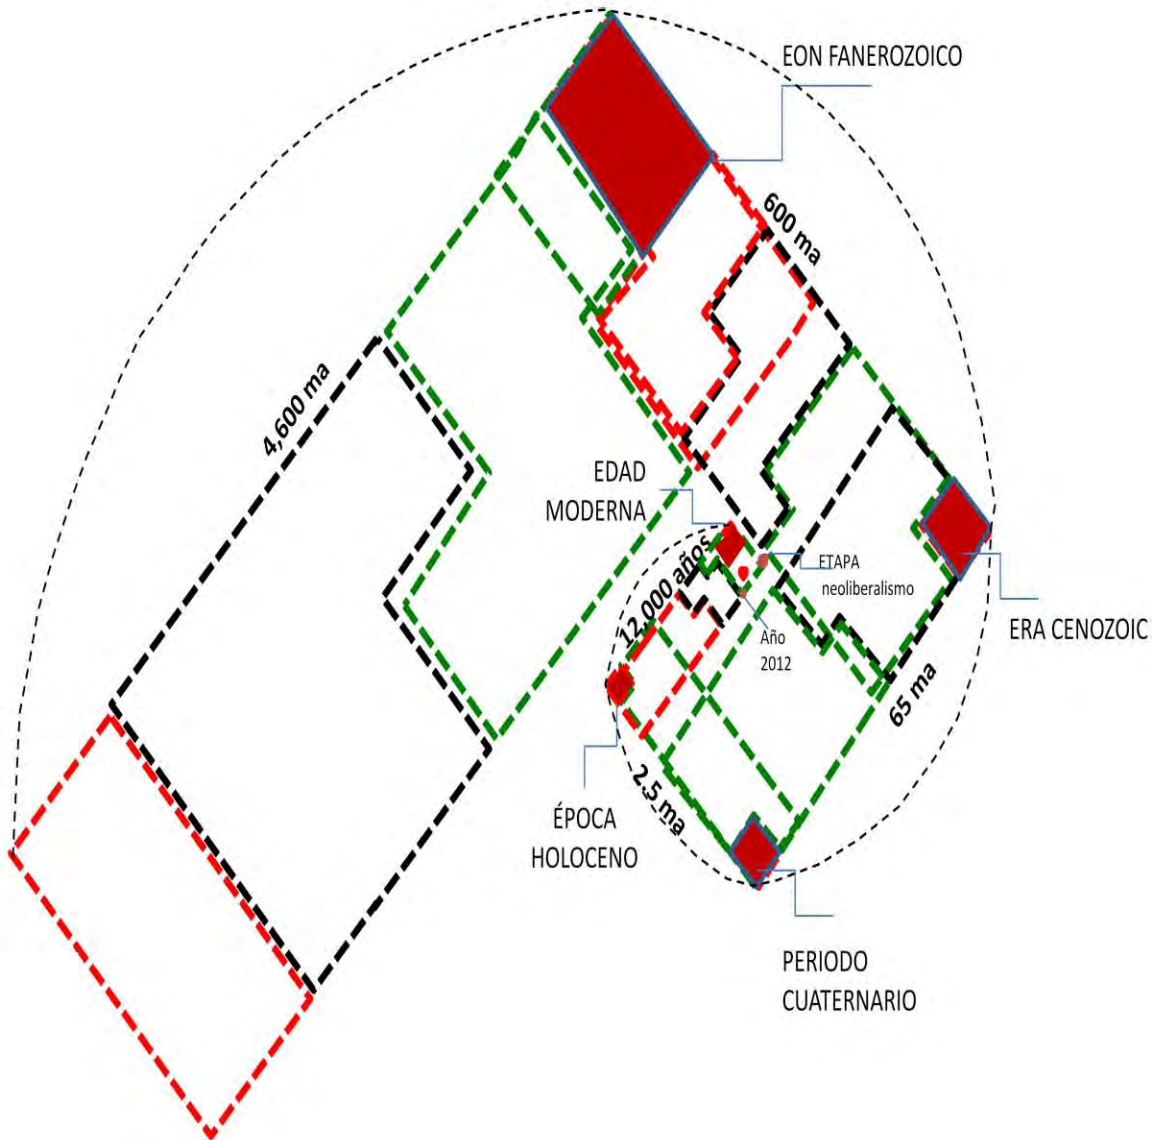 EON FANEROZOICO
600 ma
4,600 ma
EDAD
MODERNA
ETAPA
neoliberalismo
12,000 años
Año
2012
ERA CENOZOIC
65 ma
2.5 ma
ÉPOCA
HOLOCENO
PERIODO
CUATERNARIO